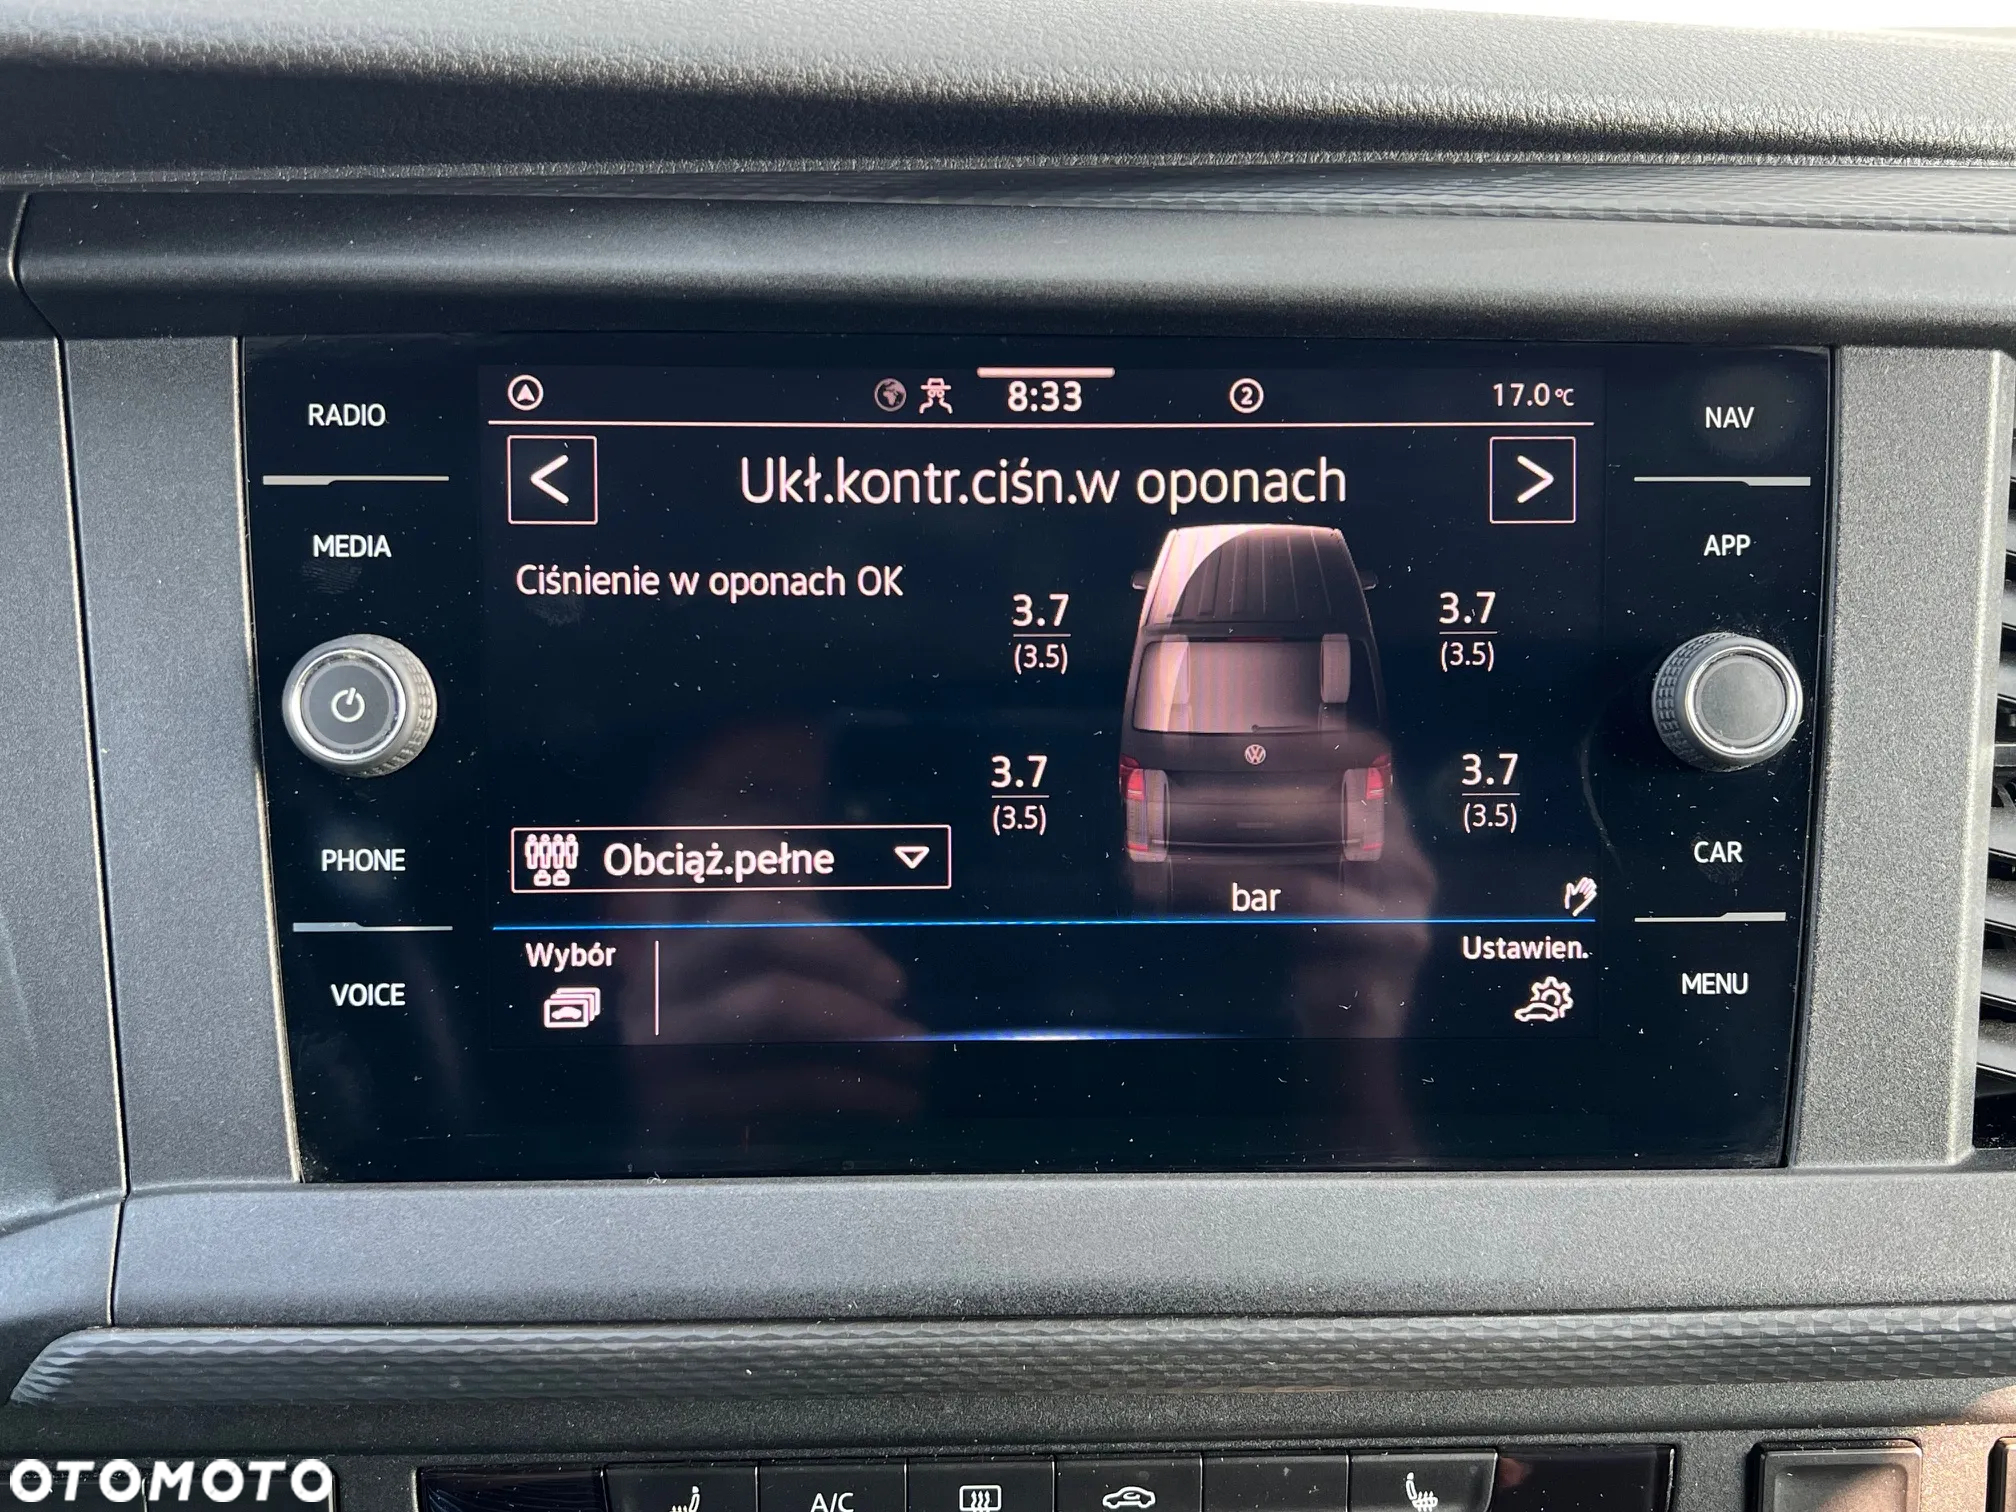 RADIO
MEDIA
PHONE
VOICE
8:33
2
17.0°C
Ukł.kontr.ciśn.w oponach
Ciśnienie w oponach OK
3.7
(3.5)
3.7
(3.5)
3.7
(3.5)
3.7
(3.5)
Obciąż.pełne
bar
Wybór
Ustawien.
NAV
APP
CAR
MENU
A/C
OTOMOTO